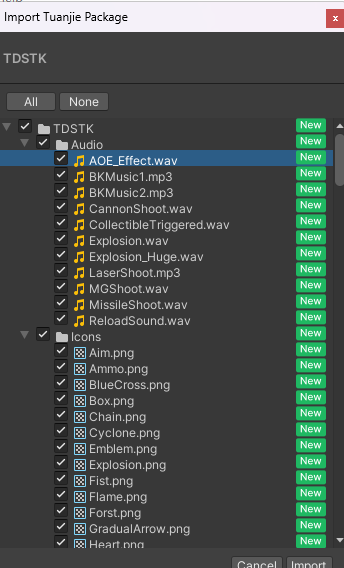 Import Tuanjie Package
x
TDSTK
All None
TDSTK New
Audio New
AOE_Effect.wav New
BKMusic1.mp3 New
BKMusic2.mp3 New
CannonShoot.wav New
CollectibleTriggered.wav New
Explosion.wav New
Explosion_Huge.wav New
LaserShoot.mp3 New
MGShoot.wav New
MissileShoot.wav New
ReloadSound.wav New
Icons New
Aim.png New
Ammo.png New
BlueCross.png New
Box.png New
Chain.png New
Cyclone.png New
Emblem.png New
Explosion.png New
Fist.png New
Flame.png New
Forst.png New
GradualArrow.png New
Heart.png New
Cancel Import